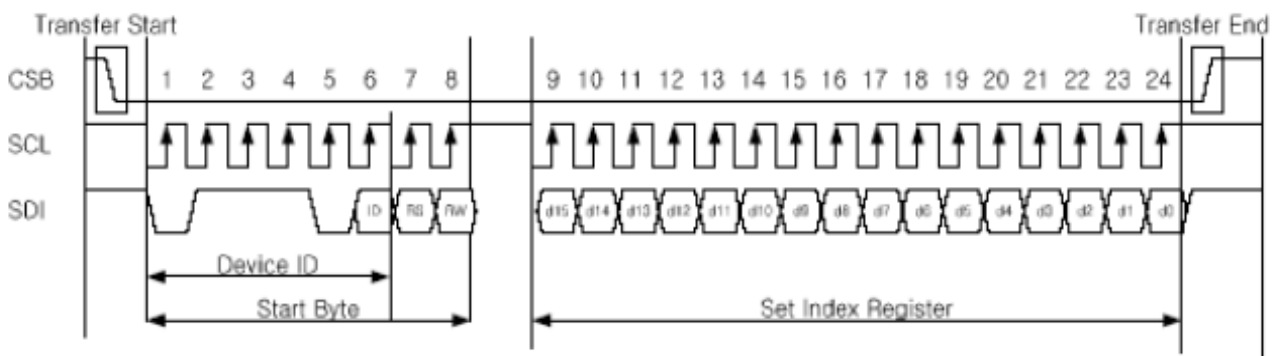 Transfer Start Transfer End
CSB 1 2 3 4 5 6 7 8 9 10 11 12 13 14 15 16 17 18 19 20 21 22 23 24
SCL
SDI ID RS RW d15 d14 d13 d12 d11 d10 d9 d8 d7 d6 d5 d4 d3 d2 d1 d0
Device ID
Start Byte Set Index Register